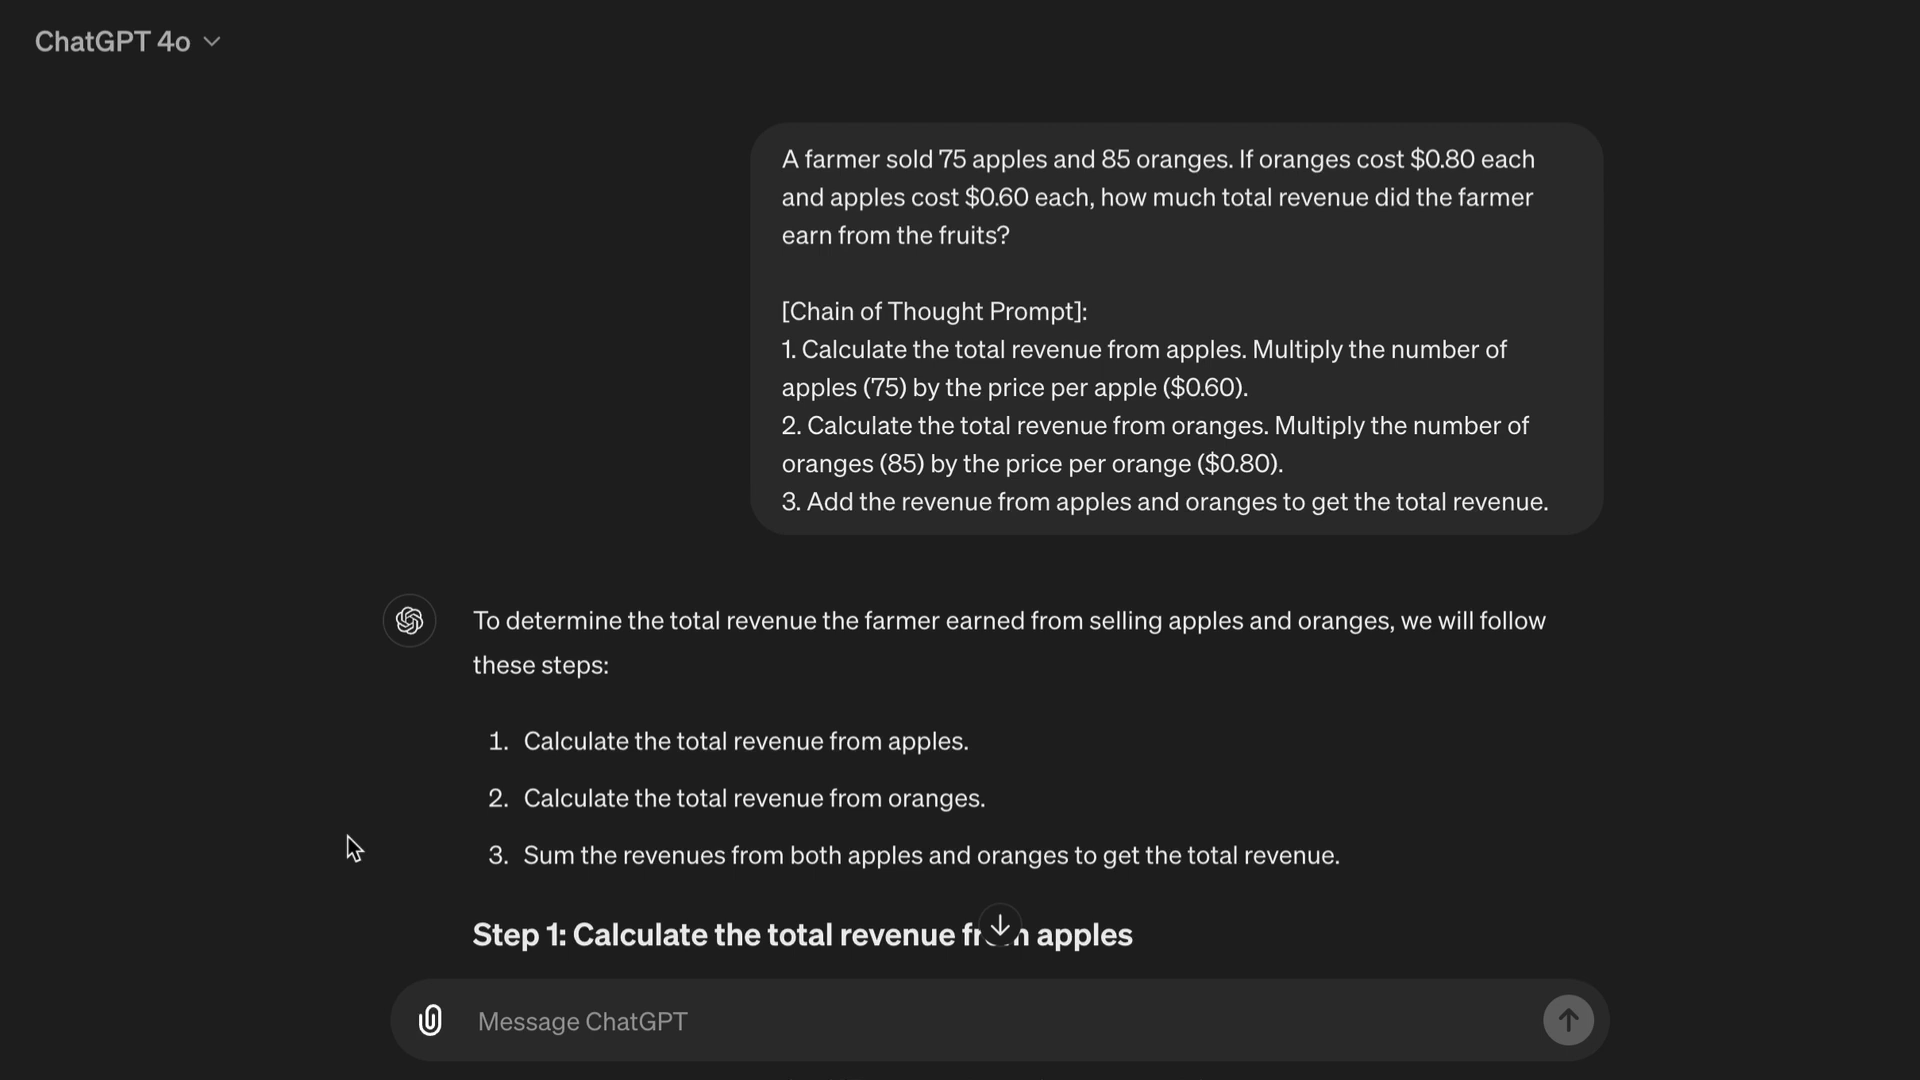 ChatGPT 4o
A farmer sold 75 apples and 85 oranges. If oranges cost $0.80 each
and apples cost $0.60 each, how much total revenue did the farmer
earn from the fruits?
[Chain of Thought Prompt]:
1. Calculate the total revenue from apples. Multiply the number of
apples (75) by the price per apple ($0.60).
2. Calculate the total revenue from oranges. Multiply the number of
oranges (85) by the price per orange ($0.80).
3. Add the revenue from apples and oranges to get the total revenue.
To determine the total revenue the farmer earned from selling apples and oranges, we will follow
these steps:
1. Calculate the total revenue from apples.
2. Calculate the total revenue from oranges.
3. Sum the revenues from both apples and oranges to get the total revenue.
Step 1: Calculate the total revenue from apples
Message ChatGPT